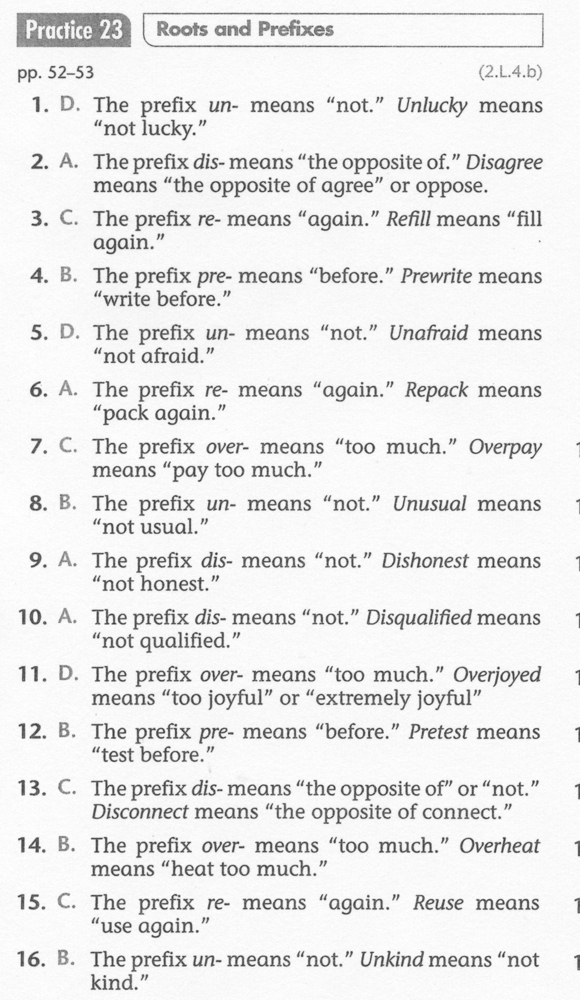 Practice 23 Roots and Prefixes
pp. 52–53 (2.L.4.b)
1. D. The prefix un- means “not.” Unlucky means
“not lucky.”
2. A. The prefix dis- means “the opposite of.” Disagree
means “the opposite of agree” or oppose.
3. C. The prefix re- means “again.” Refill means “fill
again.”
4. B. The prefix pre- means “before.” Prewrite means
“write before.”
5. D. The prefix un- means “not.” Unafraid means
“not afraid.”
6. A. The prefix re- means “again.” Repack means
“pack again.”
7. C. The prefix over- means “too much.” Overpay
means “pay too much.”
8. B. The prefix un- means “not.” Unusual means
“not usual.”
9. A. The prefix dis- means “not.” Dishonest means
“not honest.”
10. A. The prefix dis- means “not.” Disqualified means
“not qualified.”
11. D. The prefix over- means “too much.” Overjoyed
means “too joyful” or “extremely joyful”
12. B. The prefix pre- means “before.” Pretest means
“test before.”
13. C. The prefix dis- means “the opposite of” or “not.”
Disconnect means “the opposite of connect.”
14. B. The prefix over- means “too much.” Overheat
means “heat too much.”
15. C. The prefix re- means “again.” Reuse means
“use again.”
16. B. The prefix un- means “not.” Unkind means “not
kind.”